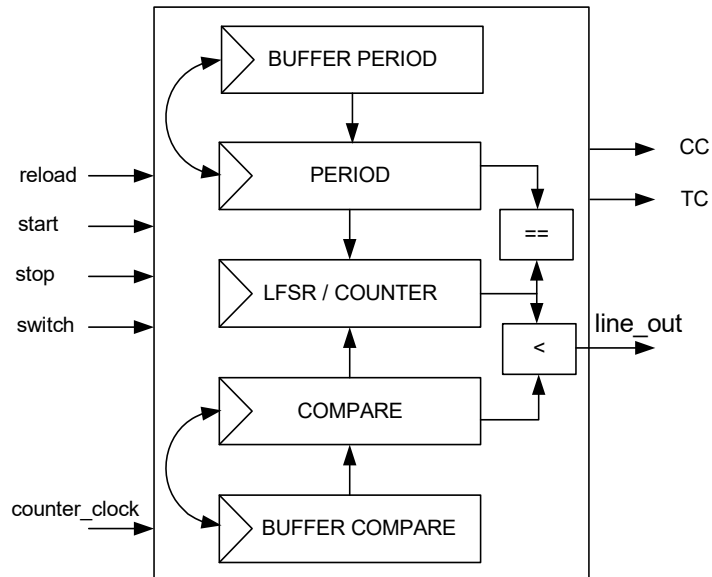 BUFFER PERIOD
PERIOD
CC
reload
TC
start
==
stop
LFSR / COUNTER
switch
line_out
<
COMPARE
counter_clock
BUFFER COMPARE